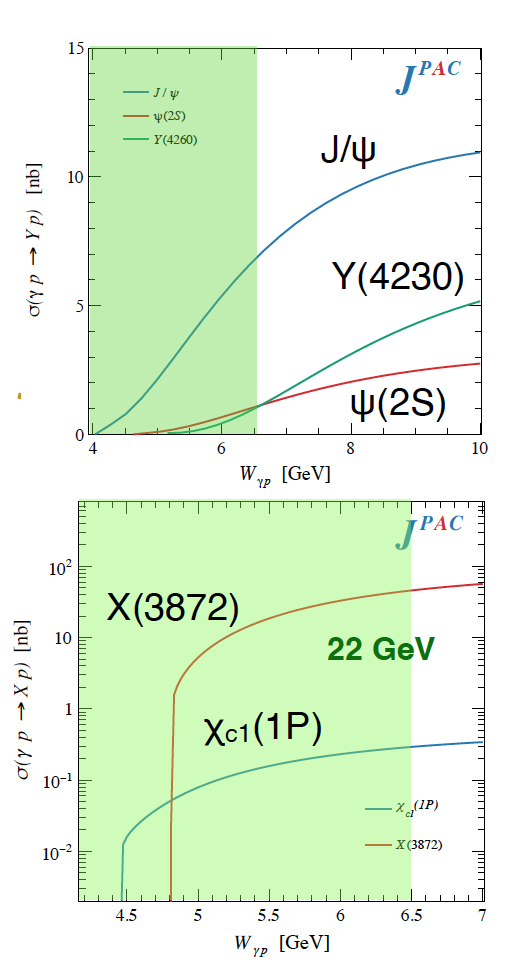 15
10
5
0
4
6
8
10
σ(γ p → Y p) [nb]
J PAC
J / ψ
ψ(2S)
Y(4260)
J/ψ
Y(4230)
ψ(2S)
W_γp [GeV]
J PAC
10²
10
1
10⁻¹
10⁻²
σ(γ p → X p) [nb]
X(3872)
22 GeV
χc1(1P)
χ_c1(1P)
X(3872)
4.5
5
5.5
6
6.5
7
W_γp [GeV]